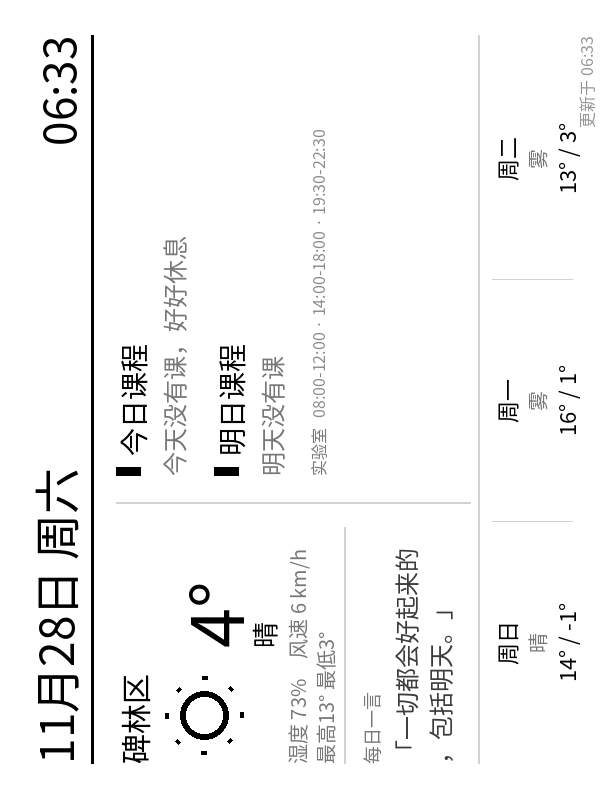 11月28日 周六
06:33
碑林区
4°
晴
湿度 73% 风速 6 km/h
最高13° 最低3°
每日一言
「一切都会好起来的
，包括明天。」
今日课程
今天没有课，好好休息
明日课程
明天没有课
实验室 08:00-12:00 · 14:00-18:00 · 19:30-22:30
周日
晴
14° / -1°
周一
雾
16° / 1°
周二
雾
13° / 3°
更新于 06:33